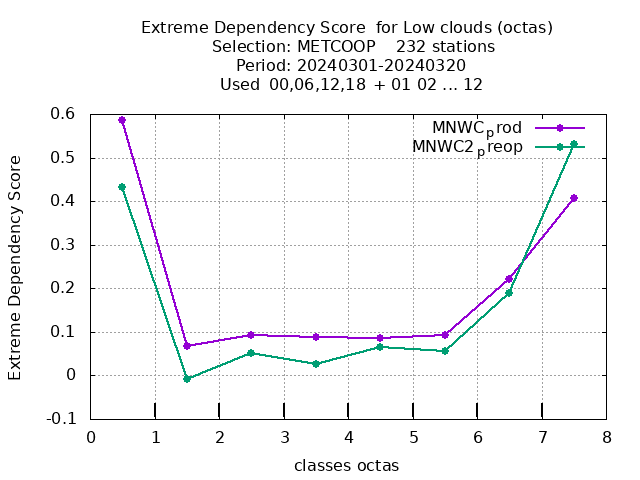 Extreme Dependency Score  for Low clouds (octas)
Selection: METCOOP    232 stations
Period: 20240301-20240320
Used  00,06,12,18  + 01 02 ... 12
MNWCprod
MNWC2preop
Extreme Dependency Score
0.6
0.5
0.4
0.3
0.2
0.1
0
-0.1
0 1 2 3 4 5 6 7 8
classes octas